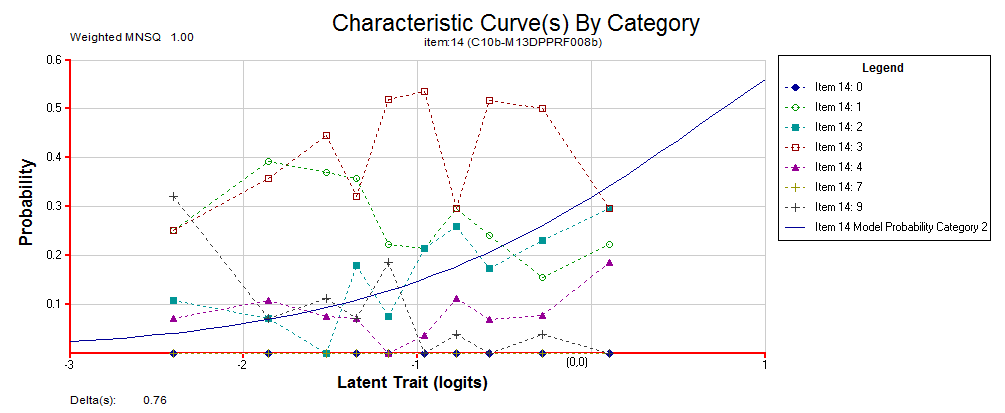 Characteristic Curve(s) By Category
Weighted MNSQ 1.00
item:14 (C10b-M13DPPRF008b)
0.6
0.5
0.4
0.3
0.2
0.1
Probability
-3
-2
-1
(0,0)
1
Latent Trait (logits)
Delta(s): 0.76
Legend
Item 14: 0
Item 14: 1
Item 14: 2
Item 14: 3
Item 14: 4
Item 14: 7
Item 14: 9
Item 14 Model Probability Category 2